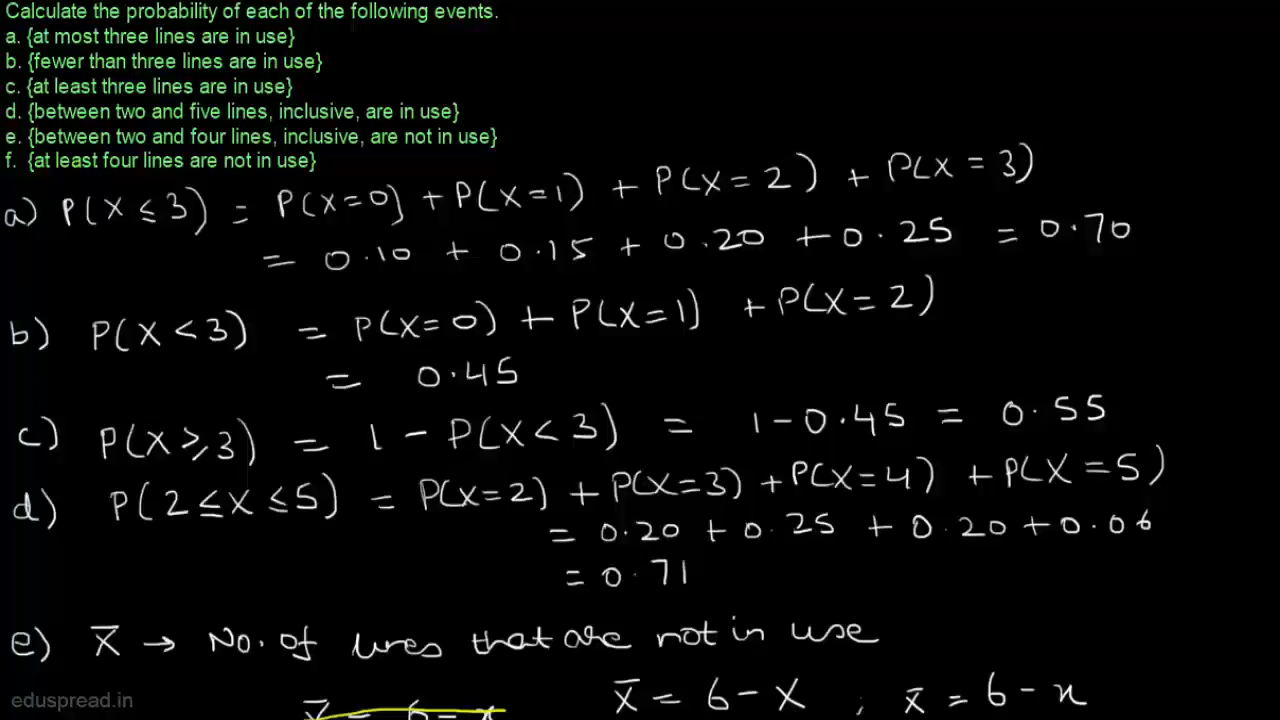 Calculate the probability of each of the following events.
a. {at most three lines are in use}
b. {fewer than three lines are in use}
c. {at least three lines are in use}
d. {between two and five lines, inclusive, are in use}
e. {between two and four lines, inclusive, are not in use}
f. {at least four lines are not in use}
a) P(X ≤ 3) = P(X=0) + P(X=1) + P(X=2) + P(X=3)
= 0.10 + 0.15 + 0.20 + 0.25 = 0.70
b) P(X < 3) = P(X=0) + P(X=1) + P(X=2)
= 0.45
c) P(X ≥ 3) = 1 - P(X < 3) = 1 - 0.45 = 0.55
d) P(2 ≤ X ≤ 5) = P(X=2) + P(X=3) + P(X=4) + P(X=5)
= 0.20 + 0.25 + 0.20 + 0.06
= 0.71
e) X̄ → No. of lines that are not in use
X̄ = 6 - X ; x̄ = 6 - x
eduspread.in